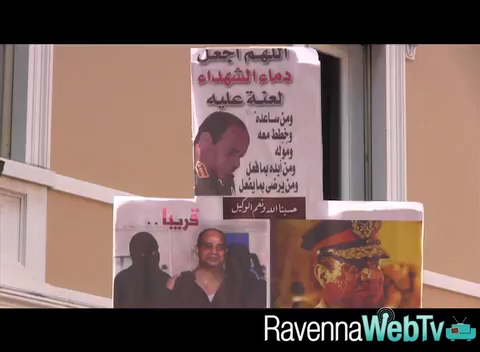 اللهم اجعل
دماء الشهداء
لعنة عليه
ومن ساعده
وخطط معه
وموله
ومن أيده بما فعل
ومن يرضى بما يفعل
حسبنا الله ونعم الوكيل
قريبا..
RavennaWebTv